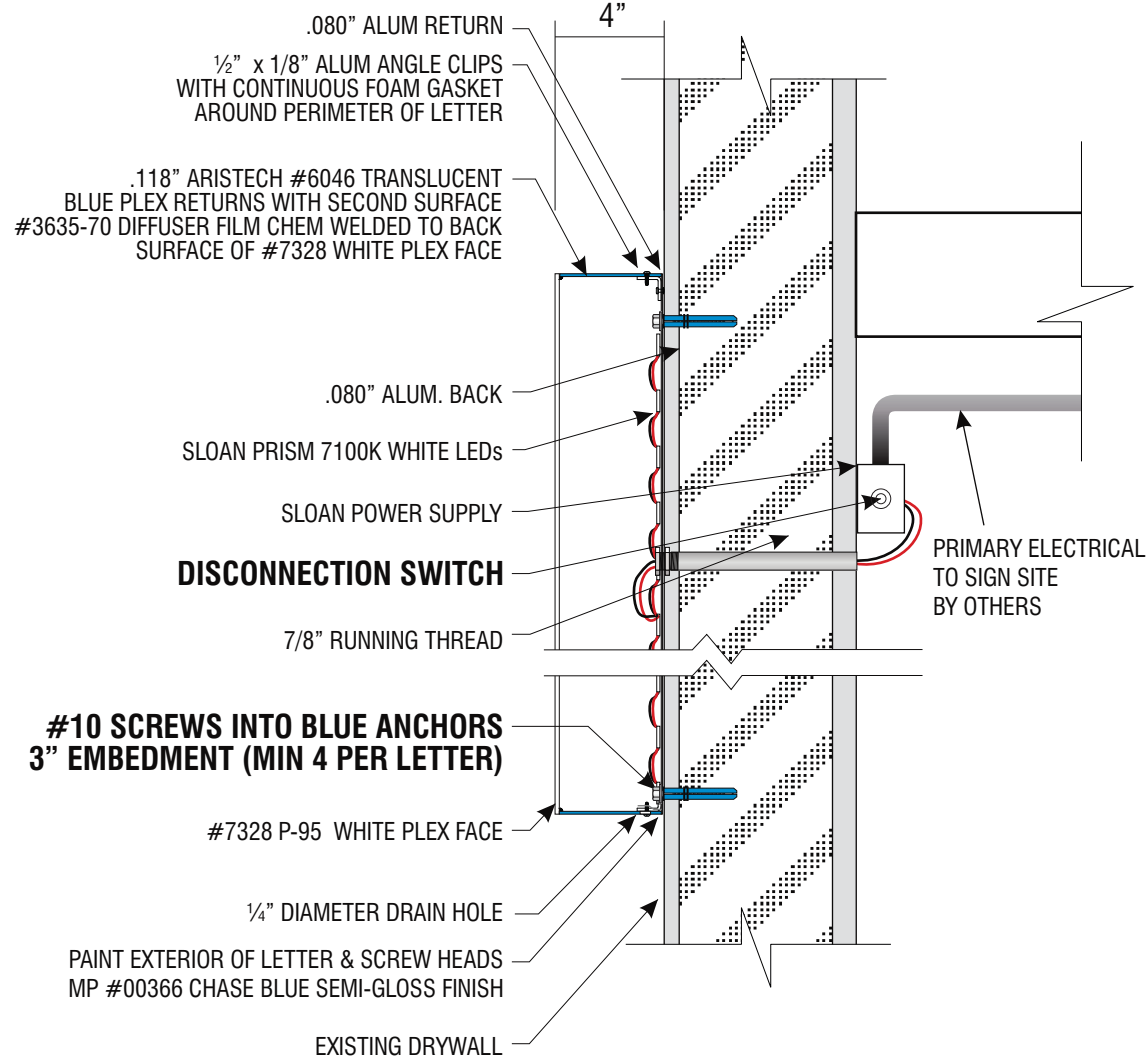 4”
.080” ALUM RETURN
½”  x 1/8” ALUM ANGLE CLIPS
WITH CONTINUOUS FOAM GASKET
AROUND PERIMETER OF LETTER
.118” ARISTECH #6046 TRANSLUCENT
BLUE PLEX RETURNS WITH SECOND SURFACE
#3635-70 DIFFUSER FILM CHEM WELDED TO BACK
SURFACE OF #7328 WHITE PLEX FACE
.080” ALUM. BACK
SLOAN PRISM 7100K WHITE LEDs
SLOAN POWER SUPPLY
DISCONNECTION SWITCH
7/8” RUNNING THREAD
PRIMARY ELECTRICAL
TO SIGN SITE
BY OTHERS
#10 SCREWS INTO BLUE ANCHORS
3” EMBEDMENT (MIN 4 PER LETTER)
#7328 P-95  WHITE PLEX FACE
¼” DIAMETER DRAIN HOLE
PAINT EXTERIOR OF LETTER & SCREW HEADS
MP #00366 CHASE BLUE SEMI-GLOSS FINISH
EXISTING DRYWALL